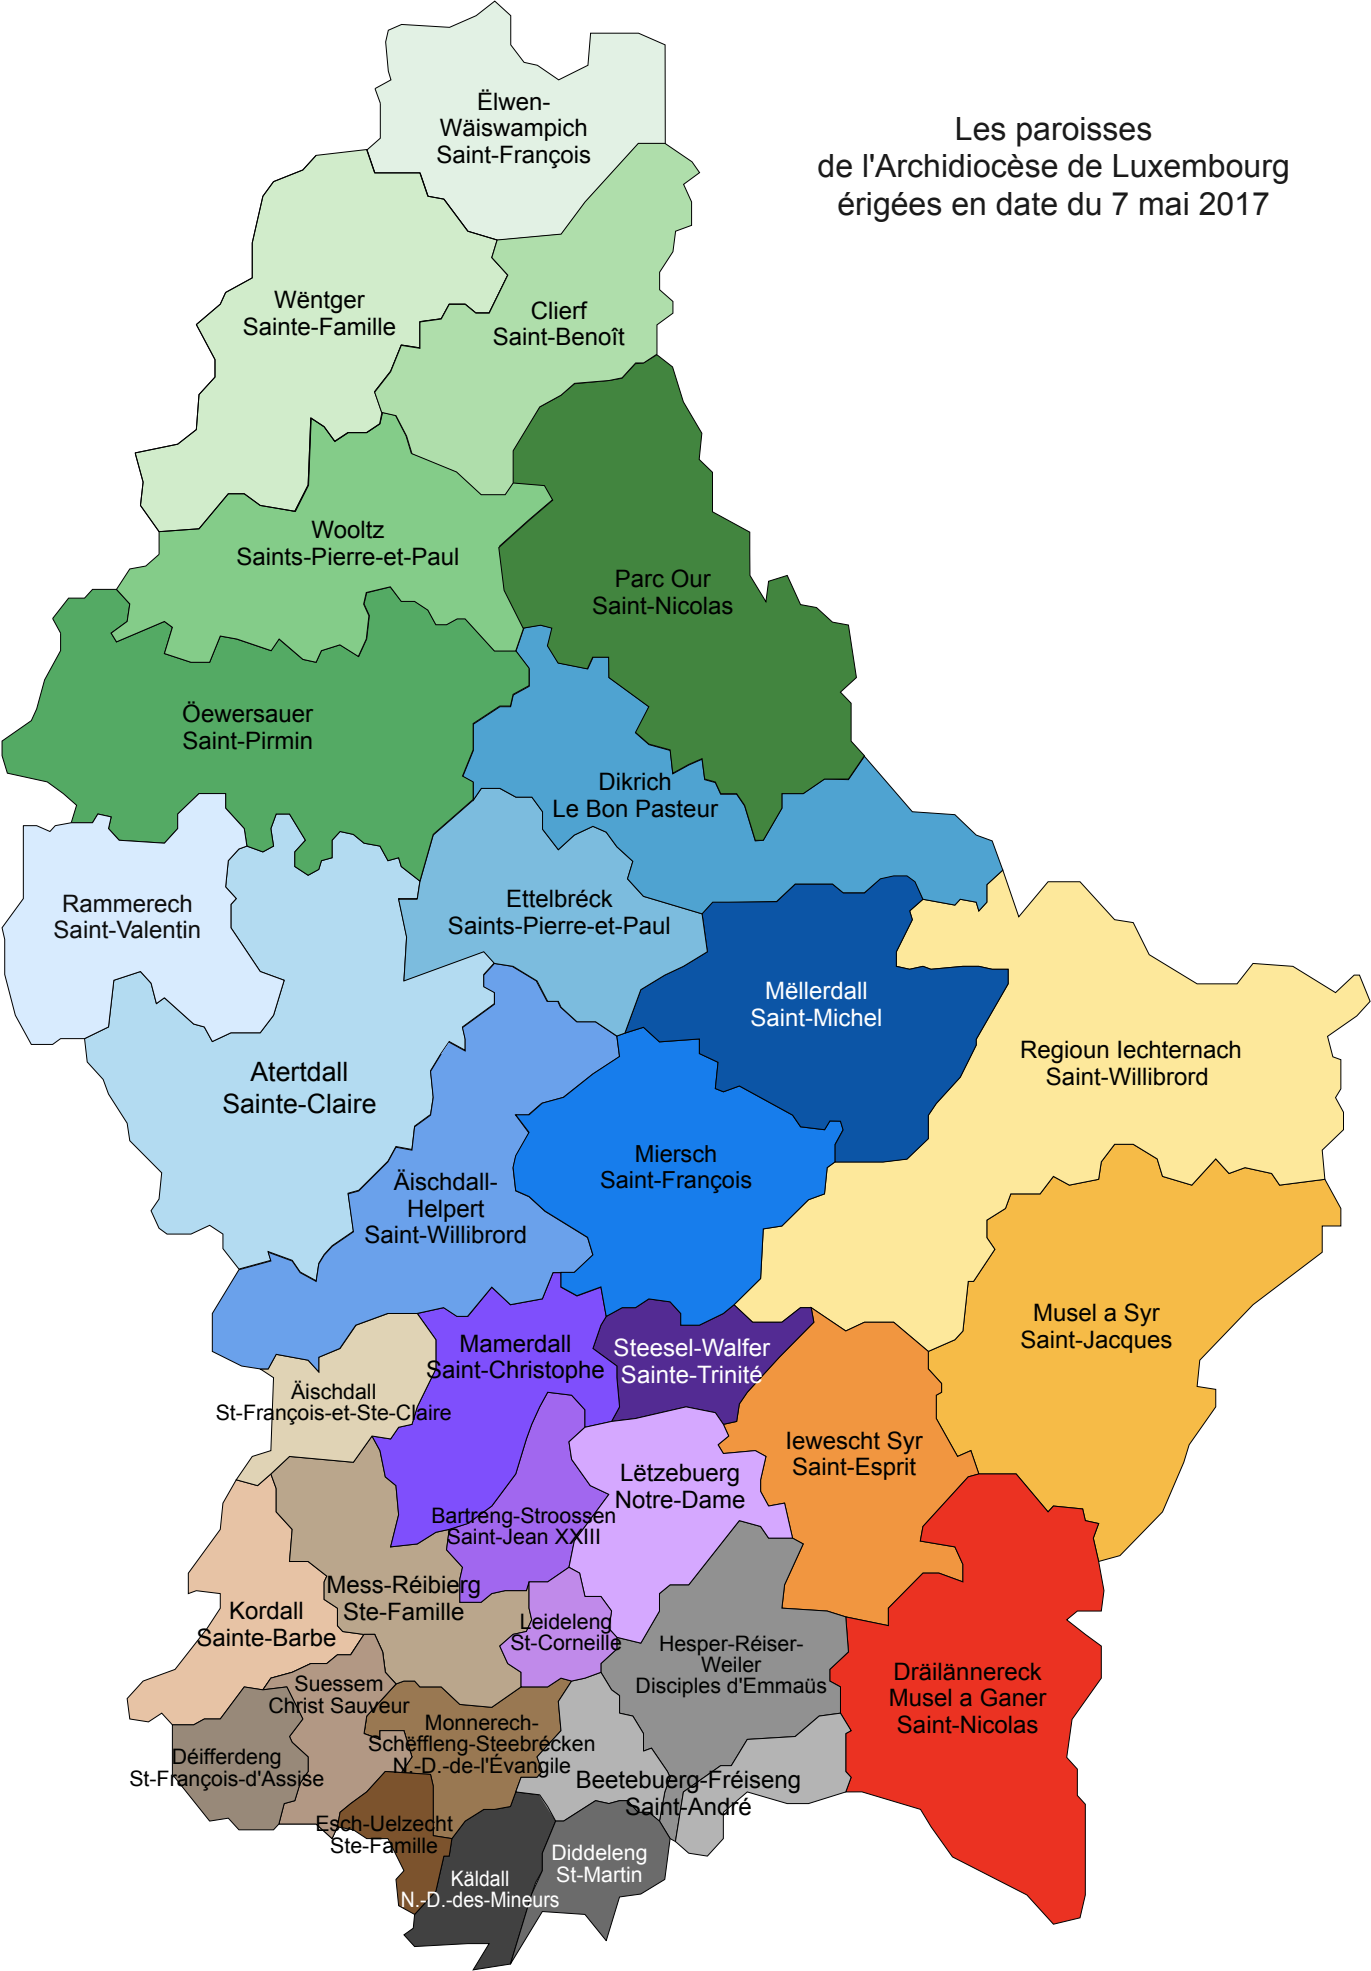 Les paroisses
de l'Archidiocèse de Luxembourg
érigées en date du 7 mai 2017
Ëlwen-
Wäiswampich
Saint-François
Wëntger
Sainte-Famille
Clierf
Saint-Benoît
Wooltz
Saints-Pierre-et-Paul
Parc Our
Saint-Nicolas
Öewersauer
Saint-Pirmin
Dikrich
Le Bon Pasteur
Rammerech
Saint-Valentin
Ettelbréck
Saints-Pierre-et-Paul
Mëllerdall
Saint-Michel
Regioun Iechternach
Saint-Willibrord
Atertdall
Sainte-Claire
Miersch
Saint-François
Äischdall-
Helpert
Saint-Willibrord
Musel a Syr
Saint-Jacques
Mamerdall
Saint-Christophe
Steesel-Walfer
Sainte-Trinité
Äischdall
St-François-et-Ste-Claire
Iewescht Syr
Saint-Esprit
Lëtzebuerg
Notre-Dame
Bartreng-Stroossen
Saint-Jean XXIII
Mess-Réibierg
Ste-Famille
Kordall
Sainte-Barbe
Leideleng
St-Corneille
Hesper-Réiser-
Weiler
Disciples d'Emmaüs
Dräilännereck
Musel a Ganer
Saint-Nicolas
Suessem
Christ Sauveur
Monnerech-
Schëffleng-Steebrécken
N.-D.-de-l'Évangile
Déifferdeng
St-François-d'Assise
Beetebuerg-Fréiseng
Saint-André
Esch-Uelzecht
Ste-Famille
Diddeleng
St-Martin
Käldall
N.-D.-des-Mineurs